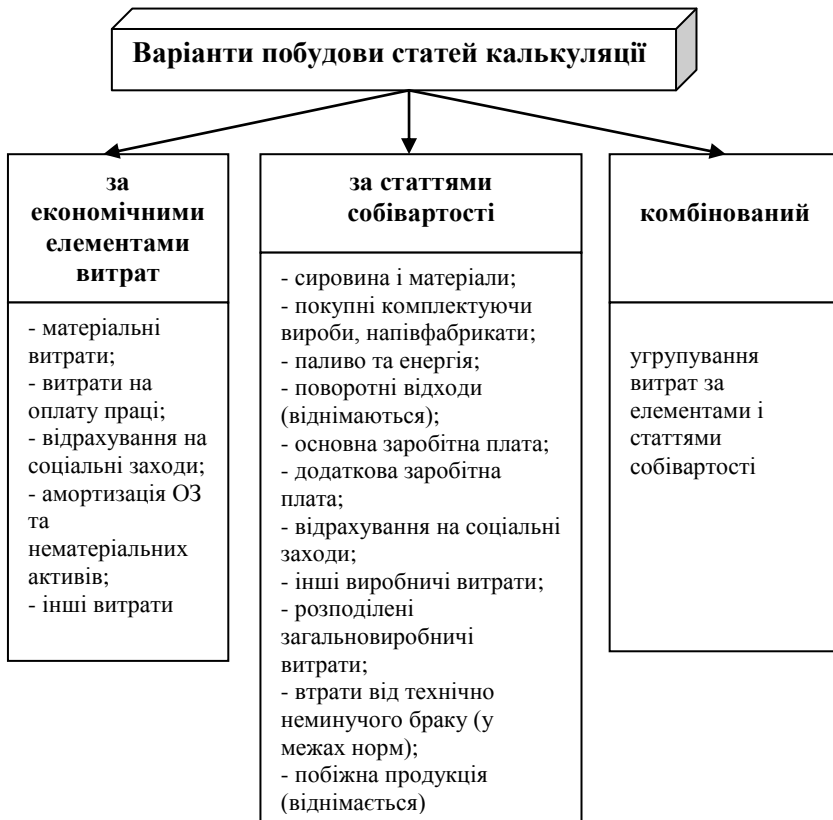 Варіанти побудови статей калькуляції
за
економічними
елементами
витрат
- матеріальні
витрати;
- витрати на
оплату праці;
- відрахування на
соціальні заходи;
- амортизація ОЗ
та
нематеріальних
активів;
- інші витрати
за статтями
собівартості
- сировина і матеріали;
- покупні комплектуючи
вироби, напівфабрикати;
- паливо та енергія;
- поворотні відходи
(віднімаються);
- основна заробітна плата;
- додаткова заробітна
плата;
- відрахування на соціальні
заходи;
- інші виробничі витрати;
- розподілені
загальновиробничі
витрати;
- втрати від технічно
неминучого браку (у
межах норм);
- побіжна продукція
(віднімається)
комбінований
угрупування
витрат за
елементами і
статтями
собівартості